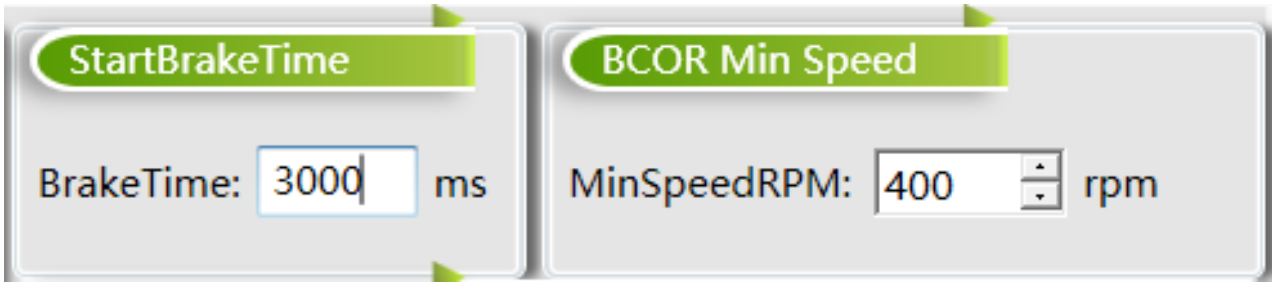 StartBrakeTime
BrakeTime: 3000 ms
BCOR Min Speed
MinSpeedRPM: 400 rpm